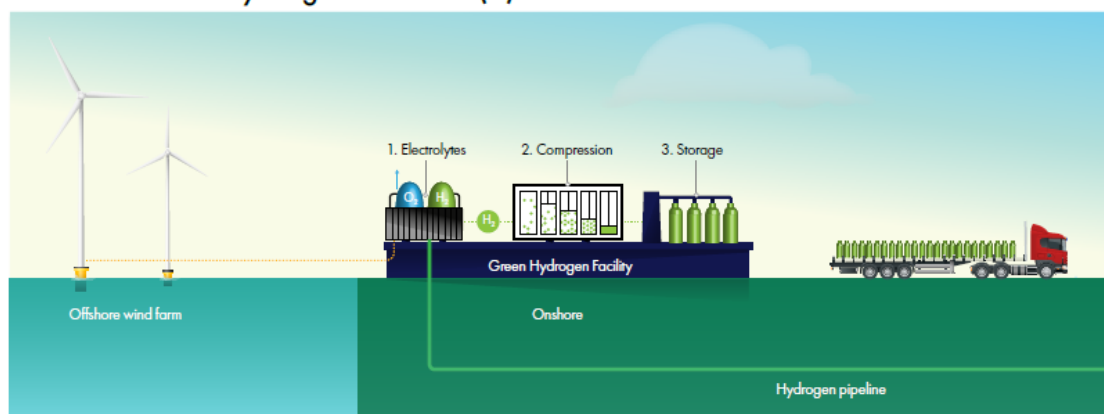 1. Electrolytes
2. Compression
3. Storage
O₂
H₂
H₂
Green Hydrogen Facility
Offshore wind farm
Onshore
Hydrogen pipeline